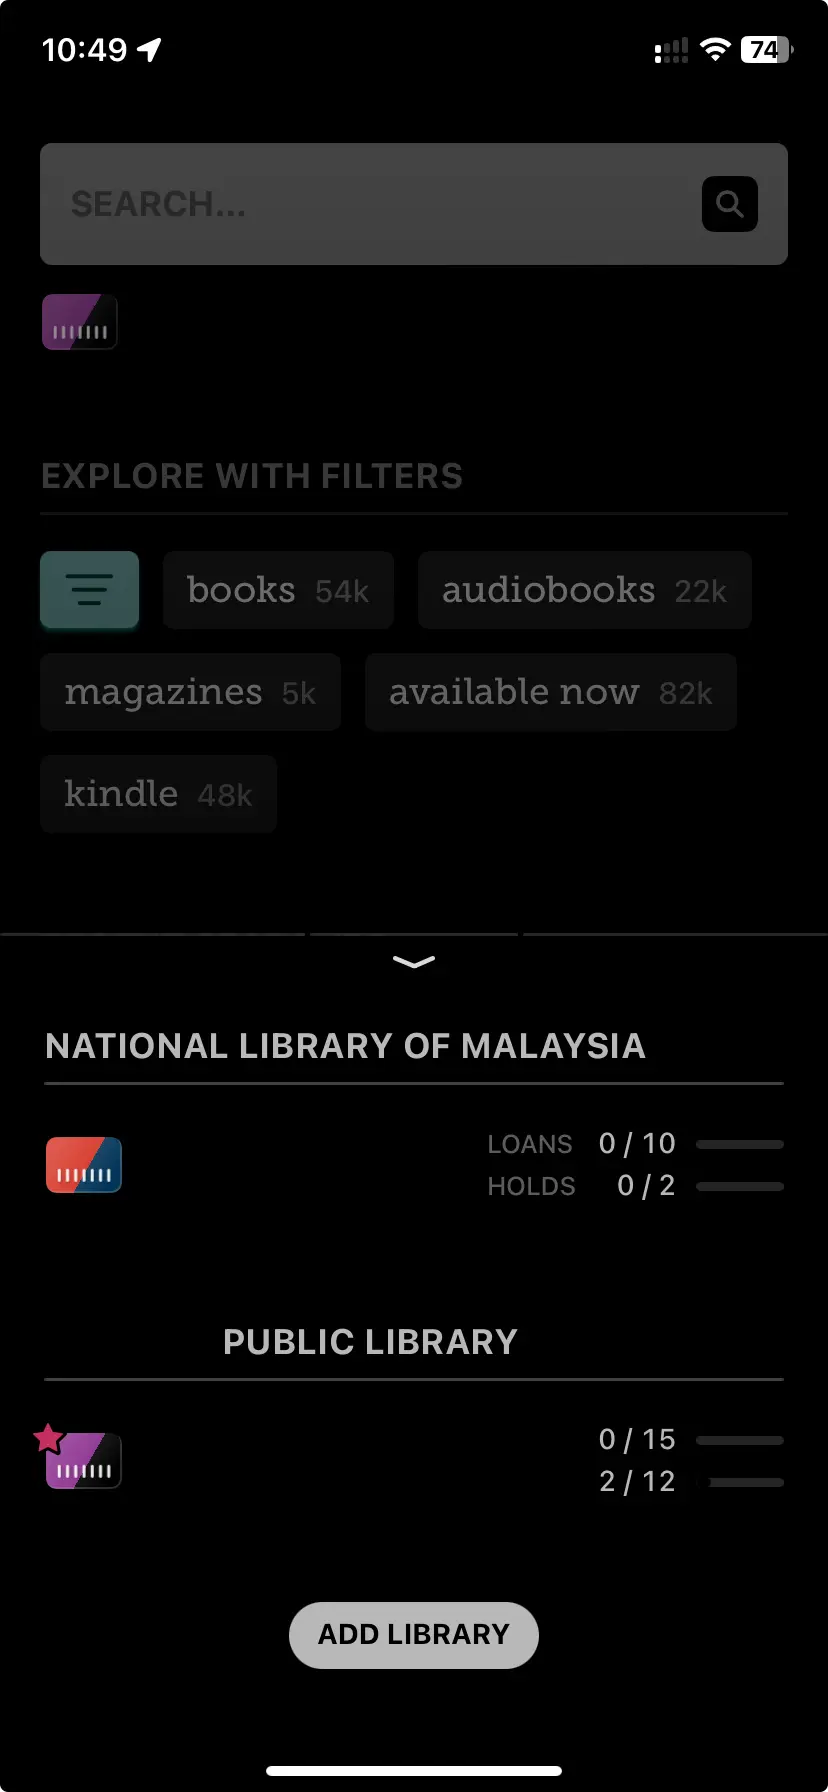 10:49
74
SEARCH...
EXPLORE WITH FILTERS
books 54k
audiobooks 22k
magazines 5k
available now 82k
kindle 48k
NATIONAL LIBRARY OF MALAYSIA
LOANS 0 / 10
HOLDS 0 / 2
PUBLIC LIBRARY
0 / 15
2 / 12
ADD LIBRARY